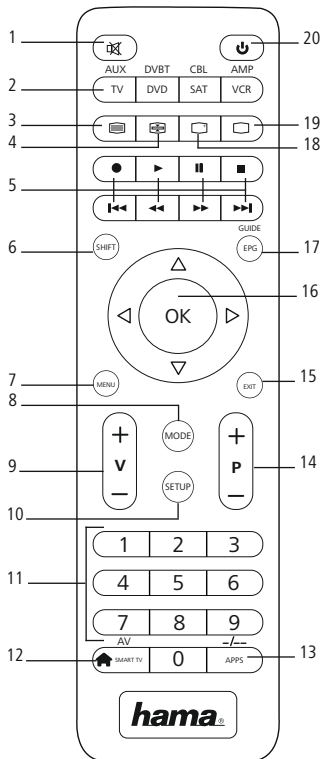 1 20
AUX DVBT CBL AMP
2 TV DVD SAT VCR
3 19
4 18
5
GUIDE
6 SHIFT EPG 17
16
OK
7 MENU EXIT 15
8 MODE
+ +
9 V P 14
– –
10 SETUP
1 2 3
11 4 5 6
7 8 9
AV -/--
12 SMART TV 0 APPS 13
hama®